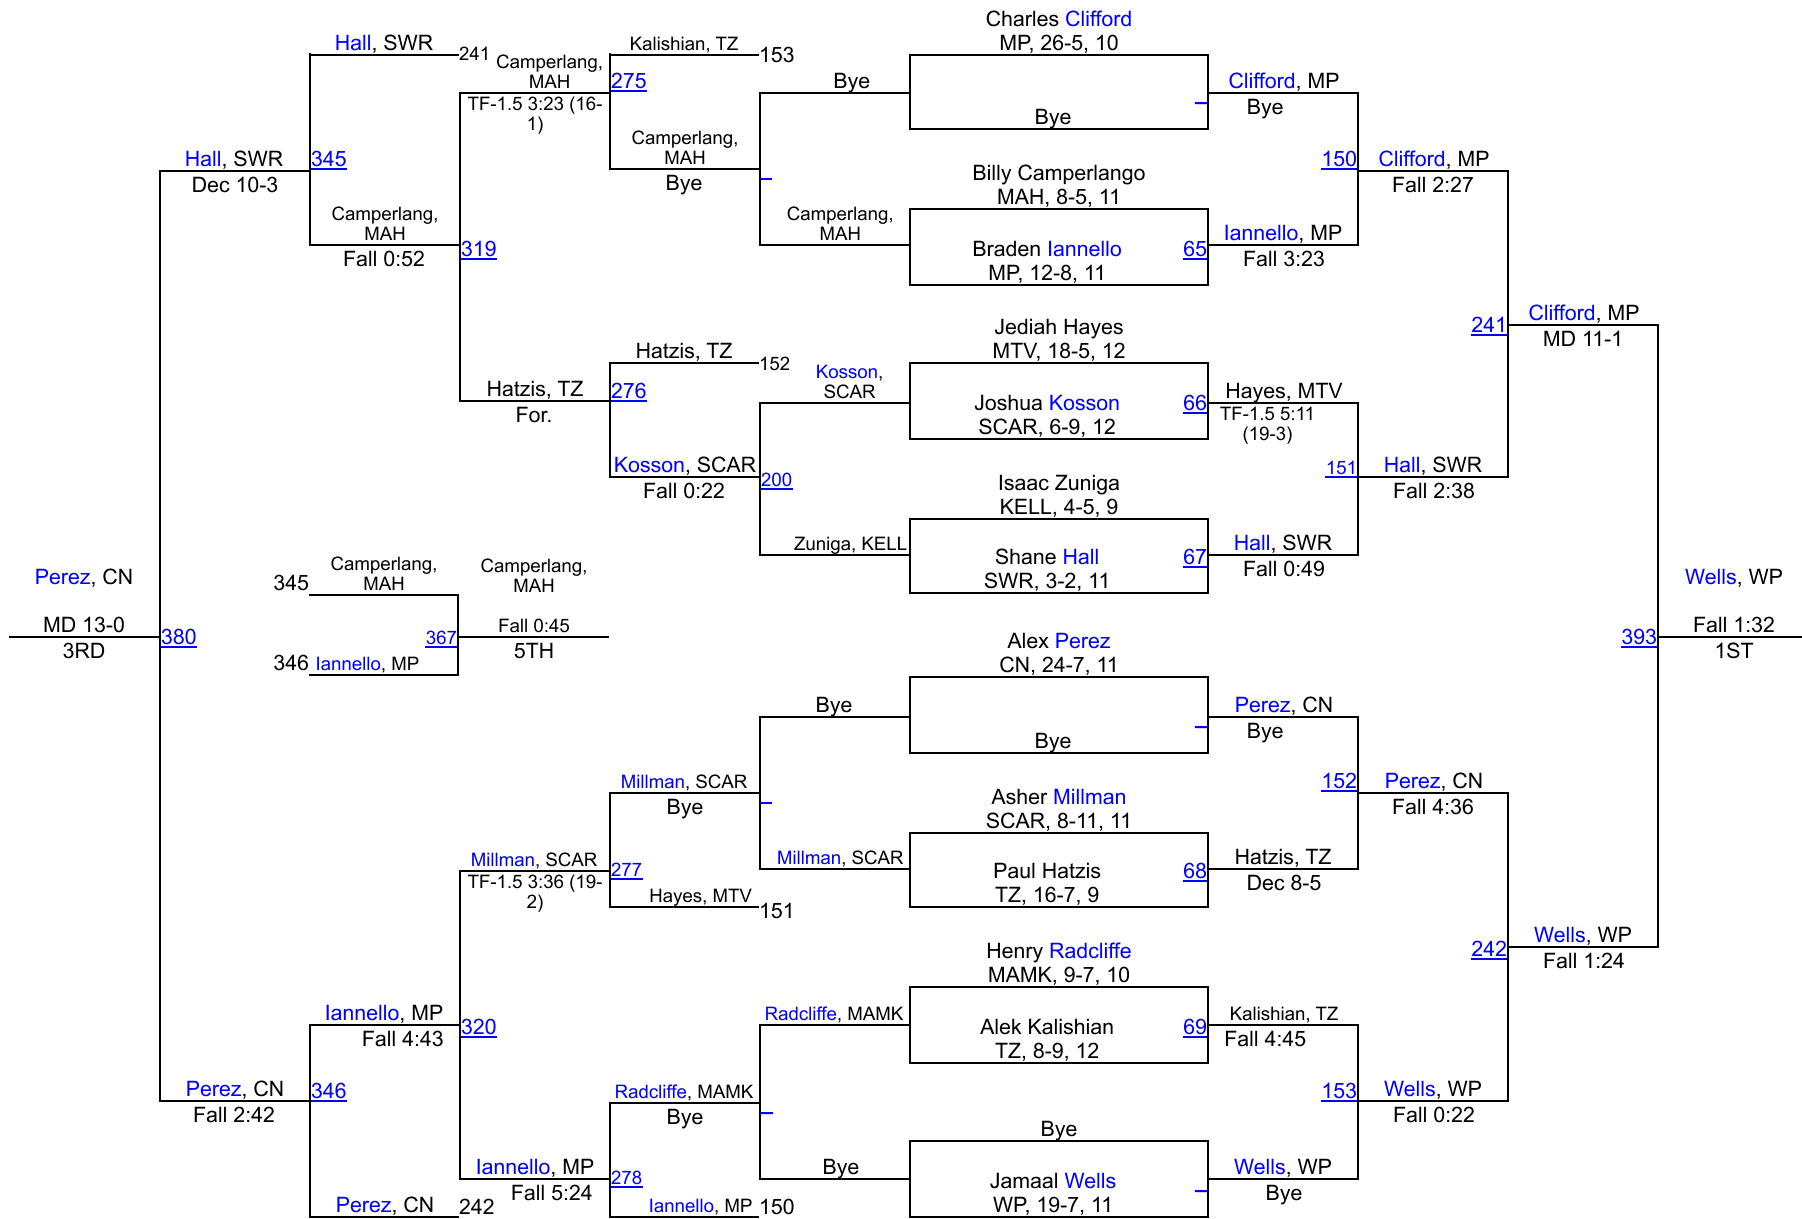 Charles Clifford
MP, 26-5, 10
Hall, SWR
241
Camperlang,
MAH
TF-1.5 3:23 (16-
1)
Kalishian, TZ
153
275
Bye
Bye
Clifford, MP
Bye
Camperlang,
MAH
Bye
Hall, SWR
Dec 10-3
345
Billy Camperlango
MAH, 8-5, 11
150
Clifford, MP
Fall 2:27
Camperlang,
MAH
Fall 0:52
319
Camperlang,
MAH
Braden Iannello
MP, 12-8, 11
65
Iannello, MP
Fall 3:23
Jediah Hayes
MTV, 18-5, 12
241
Clifford, MP
MD 11-1
Hatzis, TZ
152
Hatzis, TZ
For.
276
Kosson,
SCAR
Joshua Kosson
SCAR, 6-9, 12
66
Hayes, MTV
TF-1.5 5:11
(19-3)
Kosson, SCAR
Fall 0:22
200
Isaac Zuniga
KELL, 4-5, 9
151
Hall, SWR
Fall 2:38
Zuniga, KELL
Shane Hall
SWR, 3-2, 11
67
Hall, SWR
Fall 0:49
Perez, CN
MD 13-0
3RD
380
345
Camperlang,
MAH
346
Iannello, MP
367
Camperlang,
MAH
Fall 0:45
5TH
Wells, WP
393
Fall 1:32
1ST
Alex Perez
CN, 24-7, 11
Bye
Bye
Perez, CN
Bye
Millman, SCAR
Bye
Asher Millman
SCAR, 8-11, 11
152
Perez, CN
Fall 4:36
Millman, SCAR
TF-1.5 3:36 (19-
2)
277
Hayes, MTV
151
Millman, SCAR
Paul Hatzis
TZ, 16-7, 9
68
Hatzis, TZ
Dec 8-5
Henry Radcliffe
MAMK, 9-7, 10
242
Wells, WP
Fall 1:24
Iannello, MP
Fall 4:43
320
Radcliffe, MAMK
Alek Kalishian
TZ, 8-9, 12
69
Kalishian, TZ
Fall 4:45
Perez, CN
Fall 2:42
346
Radcliffe, MAMK
Bye
153
Wells, WP
Fall 0:22
Bye
Iannello, MP
Fall 5:24
278
Bye
Jamaal Wells
WP, 19-7, 11
Wells, WP
Bye
Perez, CN
242
Iannello, MP
150